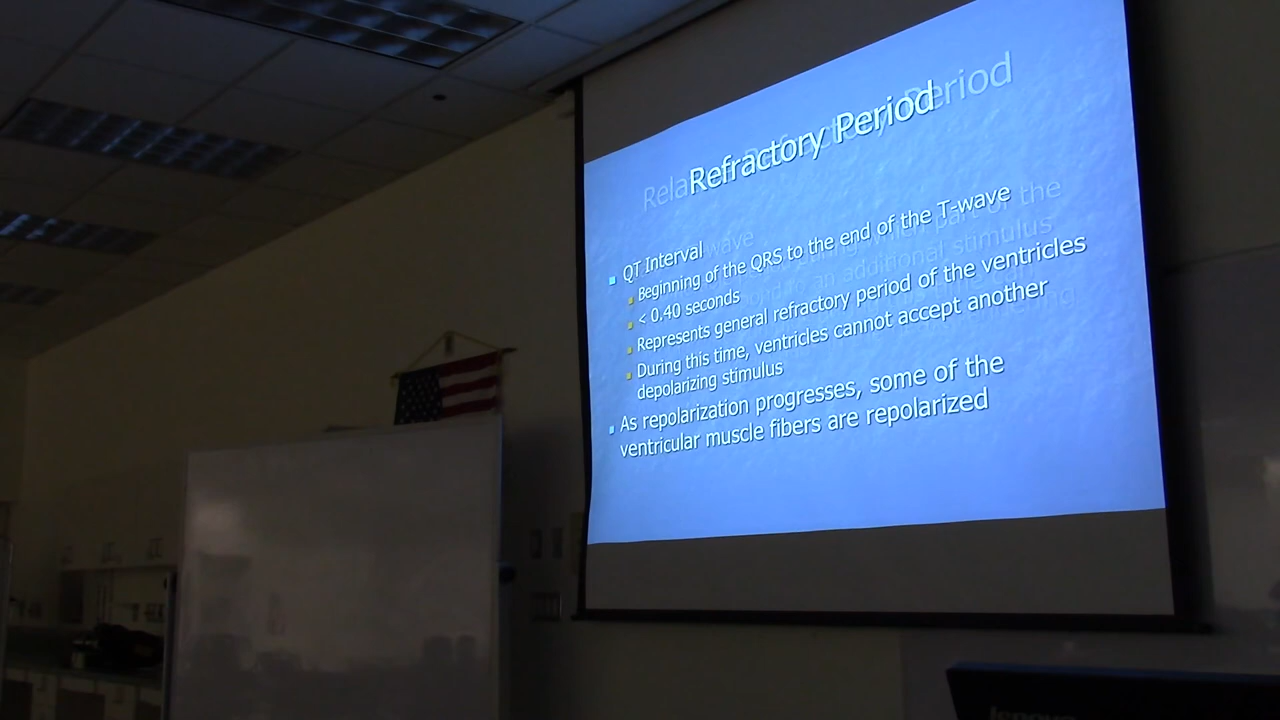 Refractory Period
QT Interval
Beginning of the QRS to the end of the T-wave
< 0.40 seconds
Represents general refractory period of the ventricles
During this time, ventricles cannot accept another
depolarizing stimulus
As repolarization progresses, some of the
ventricular muscle fibers are repolarized
lenovo